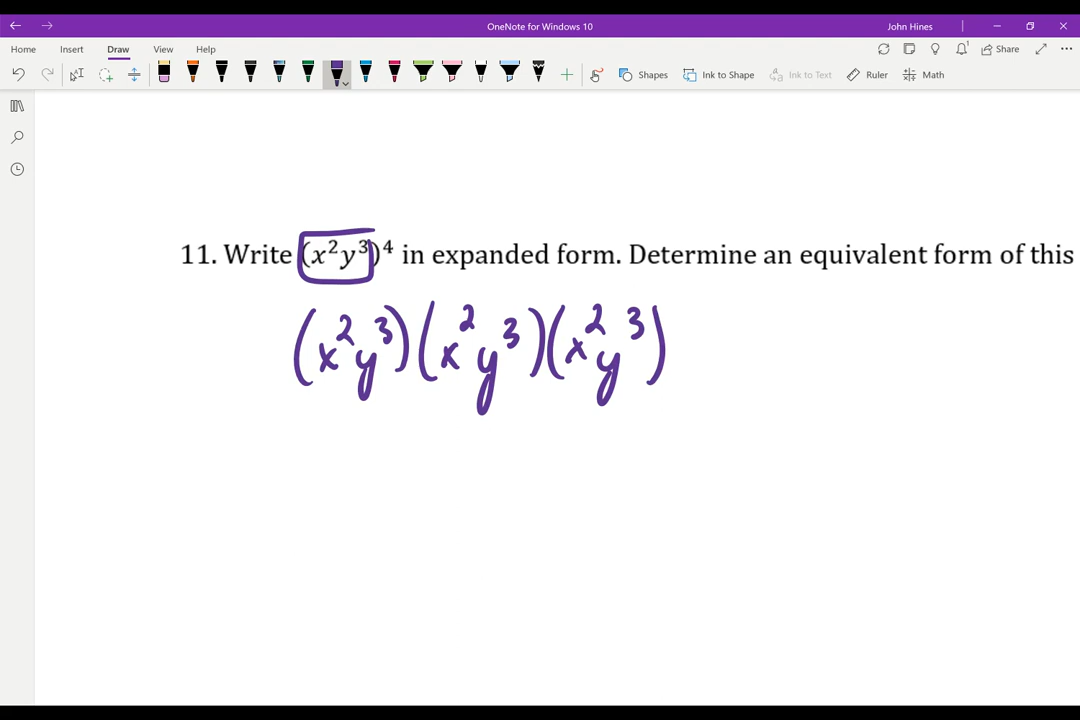 OneNote for Windows 10
John Hines
Home Insert Draw View Help
1 Share
Shapes Ink to Shape Ink to Text Ruler Math
11. Write (x²y³)⁴ in expanded form. Determine an equivalent form of this
(x²y³)(x²y³)(x²y³)